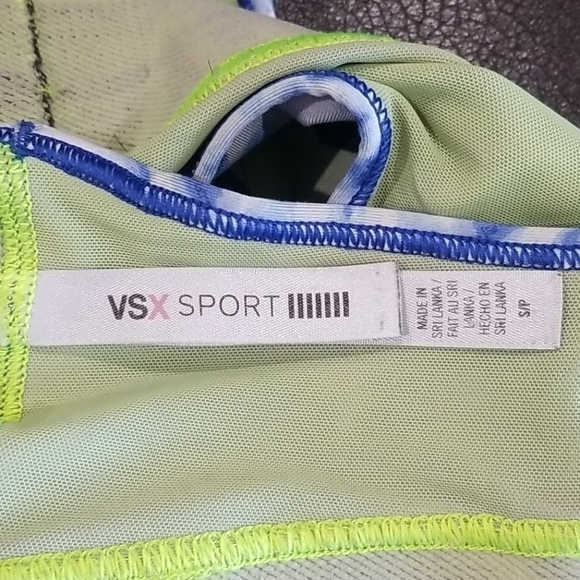 VSX SPORT
MADE IN
SRI LANKA/
FAIT AU SRI
LANKA/
HECHO EN
SRI LANKA
S/P